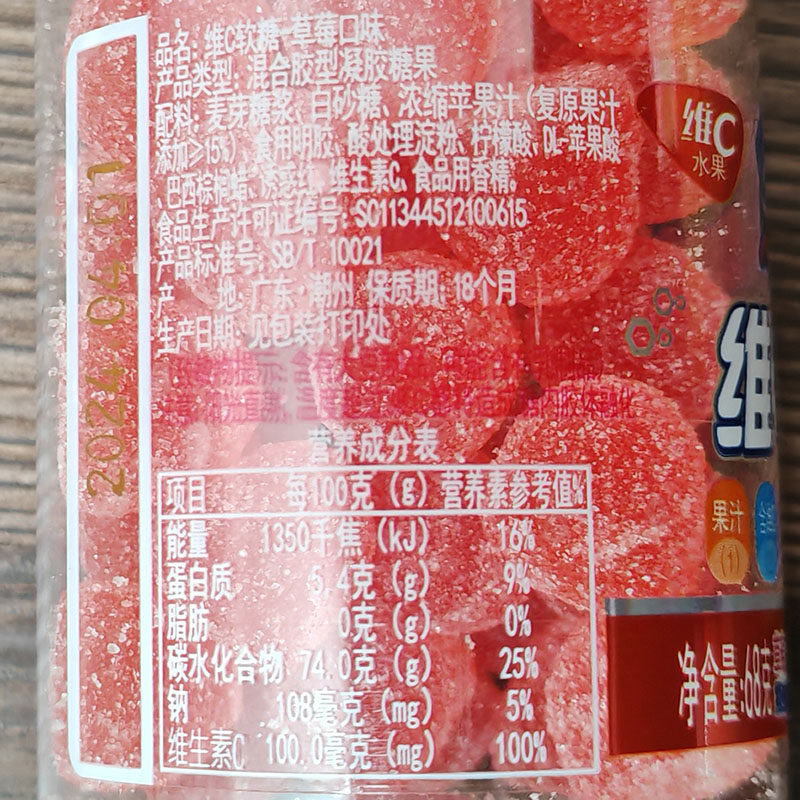 品名：维C软糖-草莓口味
产品类型：混合胶型凝胶糖果
配料：麦芽糖浆、白砂糖、浓缩苹果汁（复原果汁
添加≥15%）、食用明胶、酸处理淀粉、柠檬酸、DL-苹果酸
巴西棕榈蜡、诱惑红、维生素C、食品用香精。
食品生产许可证编号：SC11344512100615
产品标准号：SB/T 10021
产 地：广东·潮州 保质期：18个月
生产日期：见包装打印处
营养成分表
项目 每100克（g） 营养素参考值%
能量 1350千焦（kJ） 16%
蛋白质 5.4克（g） 9%
脂肪 0克（g） 0%
碳水化合物 74.0克（g） 25%
钠 108毫克（mg） 5%
维生素C 100.0毫克（mg） 100%
2024.04.01
维C
水果
维
果汁
净含量:68克